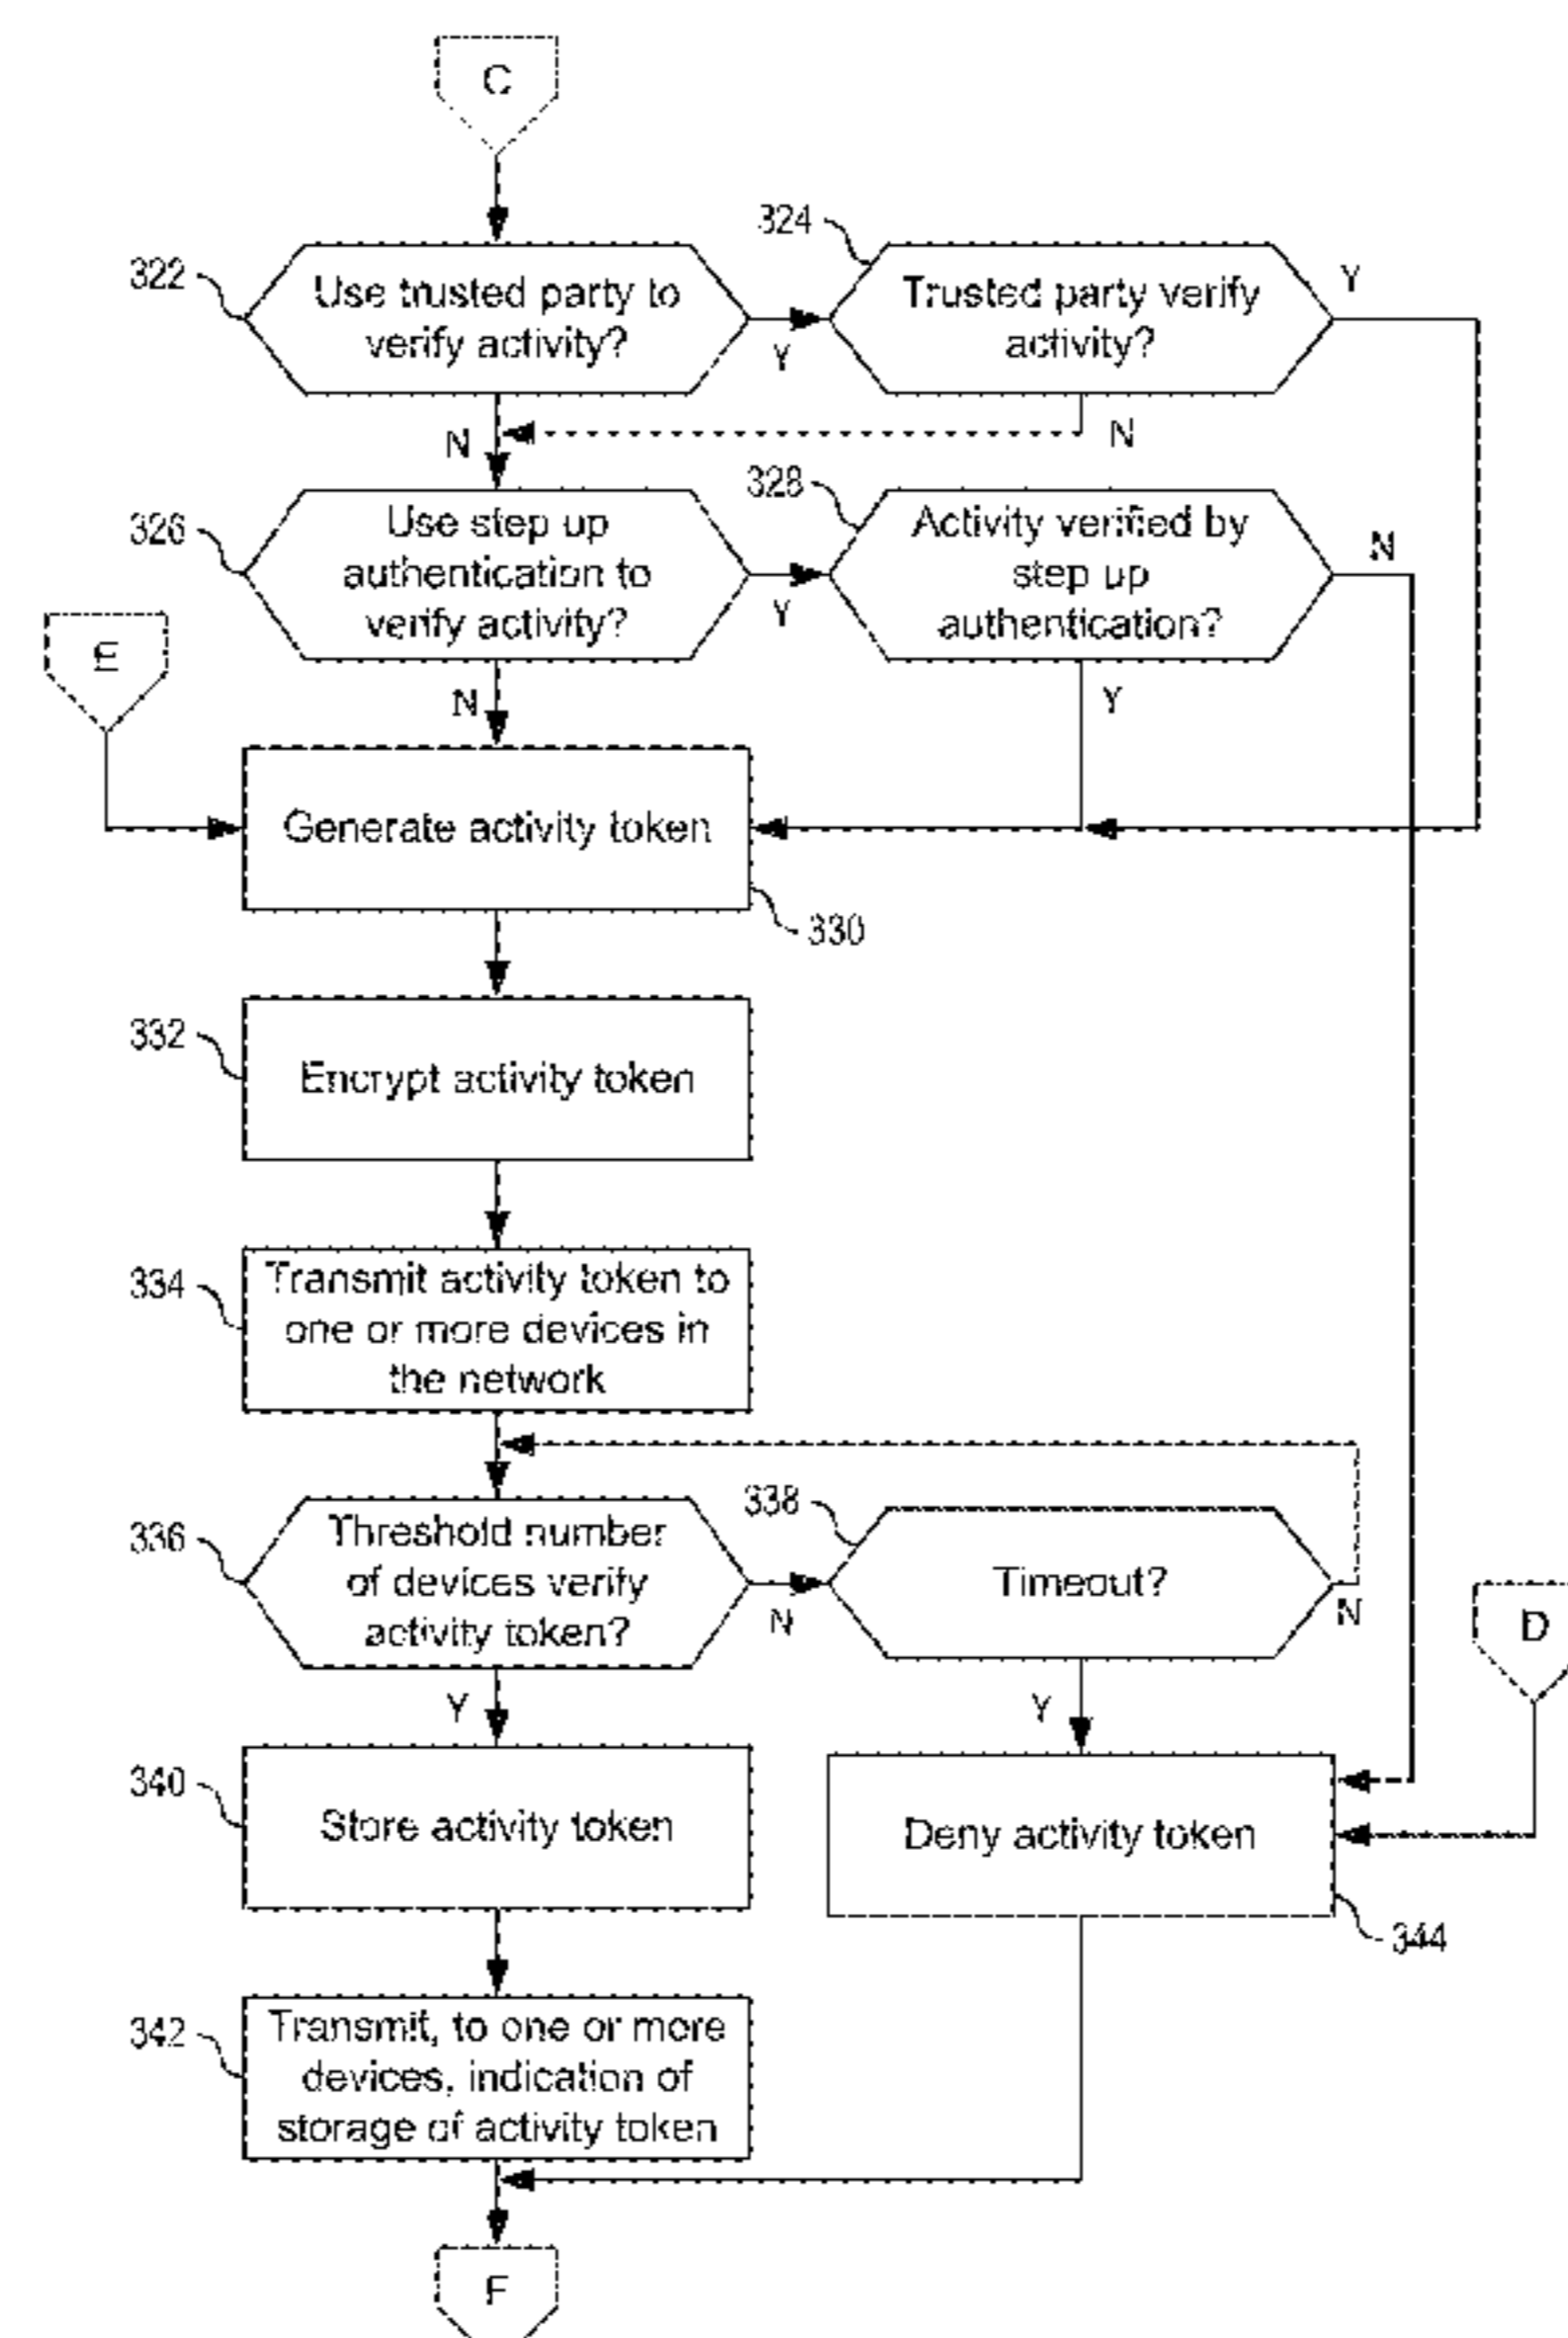 C
324
322
Use trusted party to
verify activity?
Y
Trusted party verify
activity?
Y
N
N
328
326
Use step up
authentication to
verify activity?
Y
Activity verified by
step up
authentication?
N
E
N
Y
Generate activity token
330
332
Encrypt activity token
334
Transmit activity token to
one or more devices in
the network
338
336
Threshold number
of devices verify
activity token?
N
Timeout?
N
D
Y
Y
340
Store activity token
Deny activity token
344
342
Transmit, to one or more
devices, indication of
storage of activity token
F